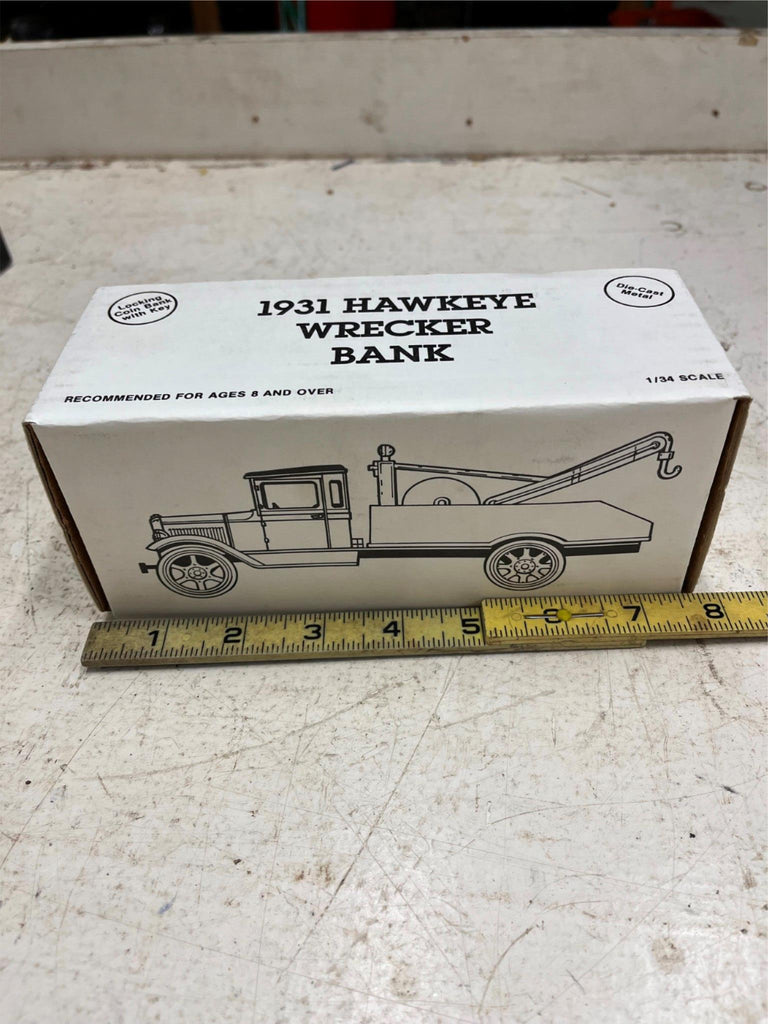 Locking
Coin Bank
with Key
1931 HAWKEYE
WRECKER
BANK
Die-Cast
Metal
RECOMMENDED FOR AGES 8 AND OVER
1/34 SCALE
1 2 3 4 5 6 7 8